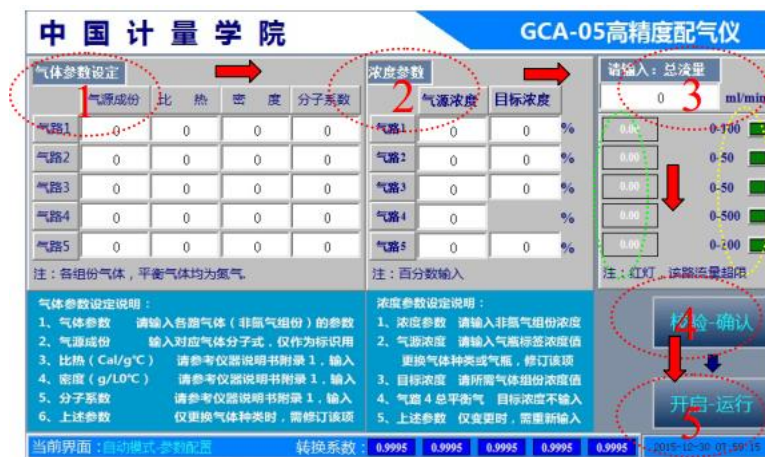 中国计量学院 GCA-05高精度配气仪
气体参数设定
1
气源成份 比 热 密 度 分子系数
气路1 0 0 0 0
气路2 0 0 0 0
气路3 0 0 0 0
气路4 0 0 0 0
气路5 0 0 0 0
注：各组份气体，平衡气体均为氮气
浓度参数
2
气源浓度 目标浓度
气路1 0 0 %
气路2 0 0 %
气路3 0 0 %
气路4 0 %
气路5 0 0 %
注：百分数输入
请输入：总流量
0 ml/min
3
0.00 0-100
0.00 0-50
0.00 0-50
0.00 0-500
0.00 0-200
注：红灯，该路流量超限
气体参数设定说明：
1、气体参数 请输入各路气体（非氮气组份）的参数
2、气源成份 输入对应气体分子式，仅作为标识用
3、比热（Cal/g℃） 请参考仪器说明书附录 1，输入
4、密度（g/L0℃） 请参考仪器说明书附录 1，输入
5、分子系数 请参考仪器说明书附录 1，输入
6、上述参数 仅更换气体种类时，需修订该项
浓度参数设定说明：
1、浓度参数 请输入非氮气组份浓度
2、气源浓度 请输入气瓶标签浓度值
更换气体种类或气瓶，修订该项
3、目标浓度 请所需气体组份浓度值
4、气路 4 总平衡气 目标浓度不输入
5、上述参数 仅变更时，需重新输入
4
校验-确认
开启-运行
5
当前界面：自动模式-参数配置 转换系数： 0.9995 0.9995 0.9995 0.9995 0.9995 2015-12-30 07:59:15